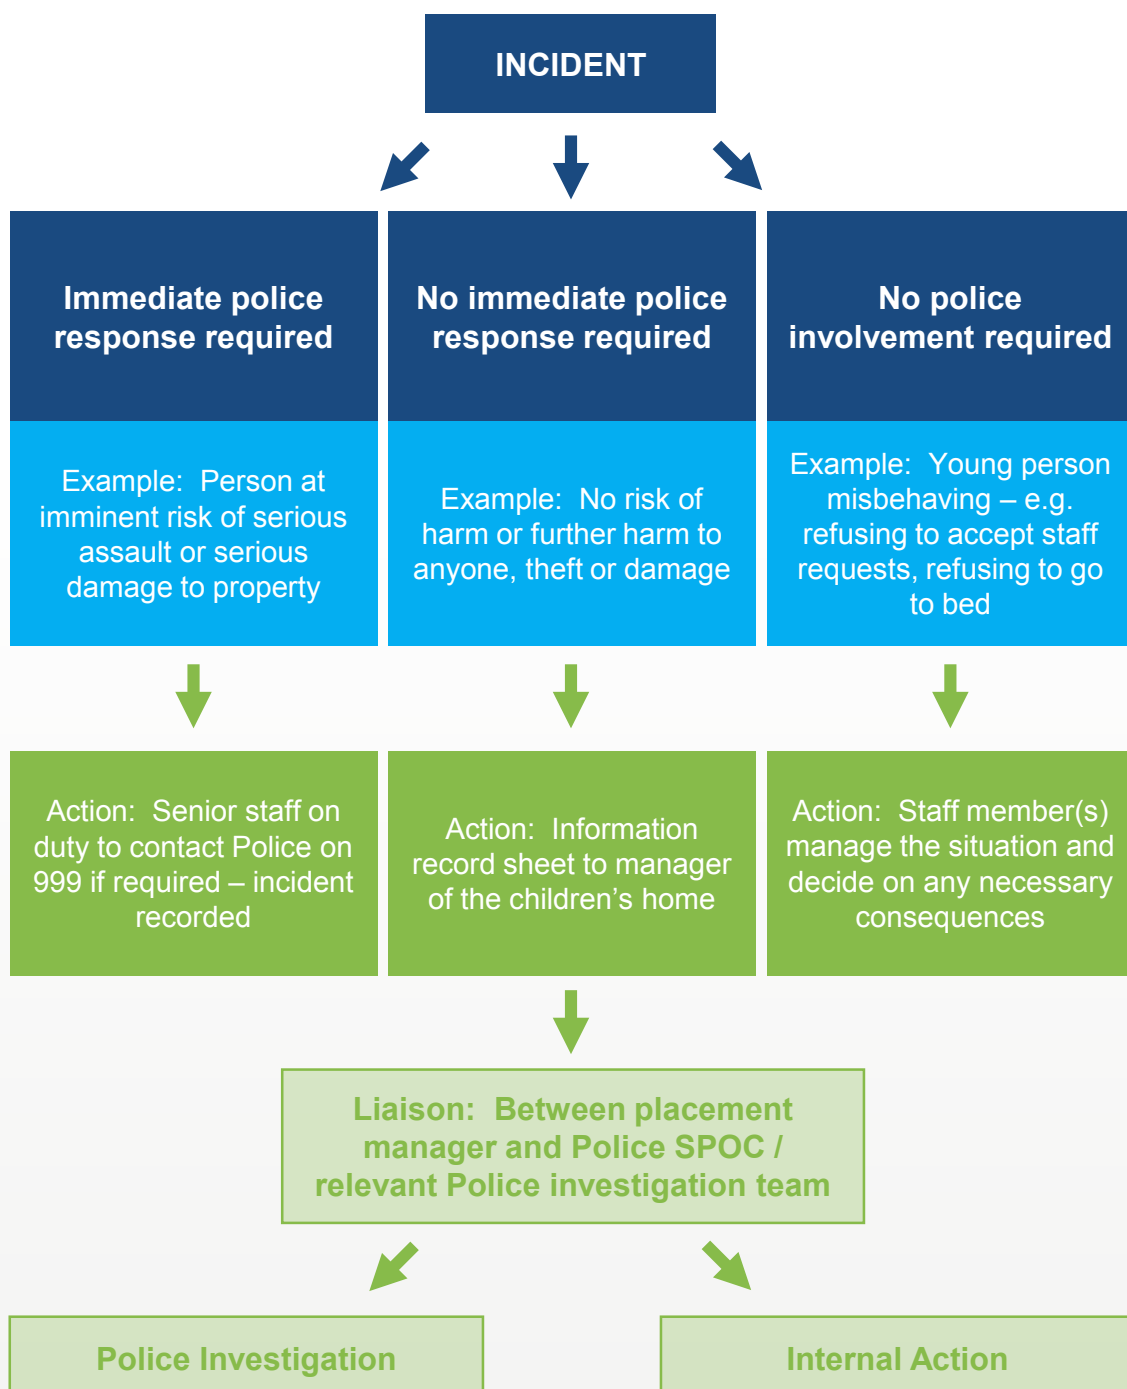 INCIDENT
Immediate police
response required
No immediate police
response required
No police
involvement required
Example:  Person at
imminent risk of serious
assault or serious
damage to property
Example:  No risk of
harm or further harm to
anyone, theft or damage
Example:  Young person
misbehaving – e.g.
refusing to accept staff
requests, refusing to go
to bed
Action:  Senior staff on
duty to contact Police on
999 if required – incident
recorded
Action:  Information
record sheet to manager
of the children’s home
Action:  Staff member(s)
manage the situation and
decide on any necessary
consequences
Liaison:  Between placement
manager and Police SPOC /
relevant Police investigation team
Police Investigation
Internal Action